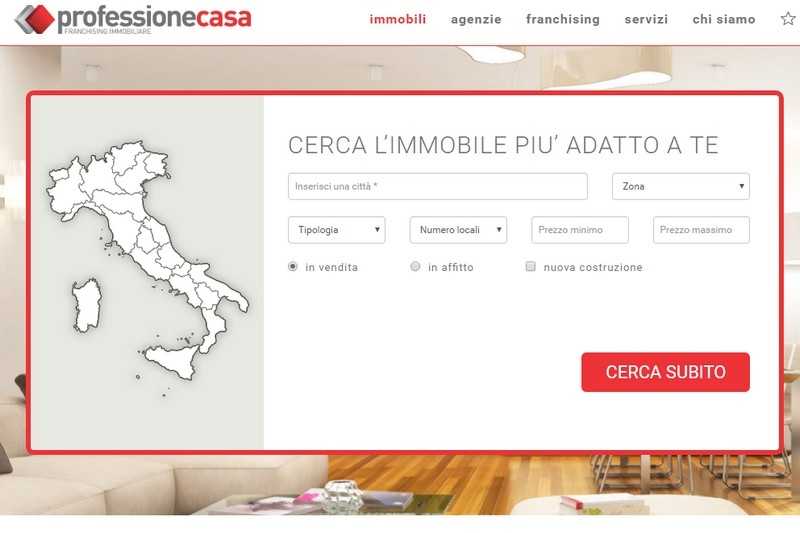 professionecasa
FRANCHISING IMMOBILIARE
immobili agenzie franchising servizi chi siamo
CERCA L'IMMOBILE PIU' ADATTO A TE
Inserisci una città * Zona
Tipologia Numero locali Prezzo minimo Prezzo massimo
in vendita in affitto nuova costruzione
CERCA SUBITO